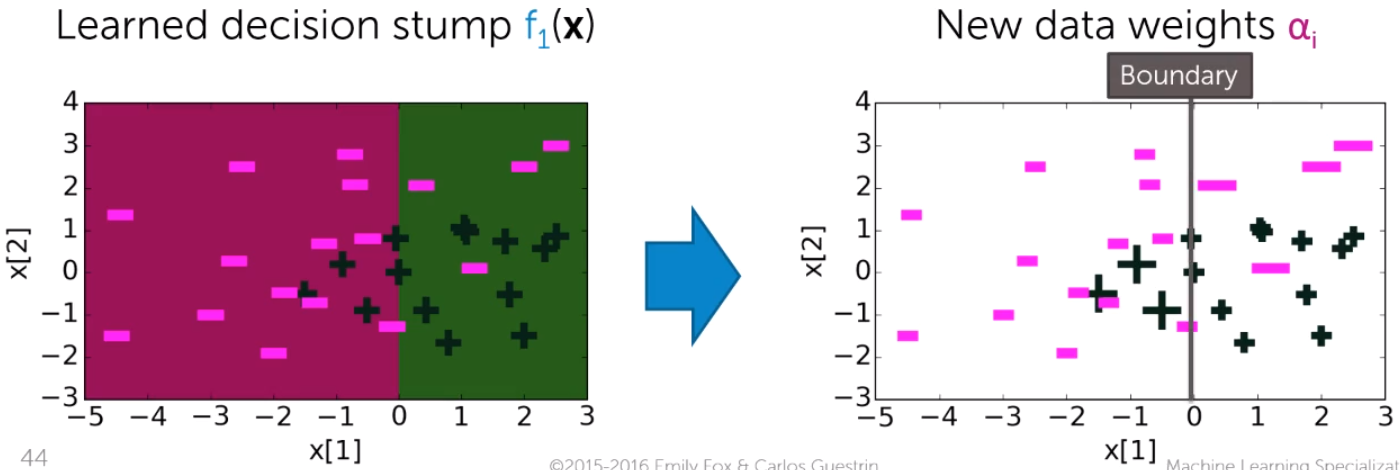 Learned decision stump f₁(x)
New data weights αᵢ
Boundary
4
3
2
1
0
−1
−2
−3
x[2]
−5 −4 −3 −2 −1 0 1 2 3
x[1]
4
3
2
1
0
−1
−2
−3
x[2]
−5 −4 −3 −2 −1 0 1 2 3
x[1]
44
©2015-2016 Emily Fox & Carlos Guestrin
Machine Learning Specializat